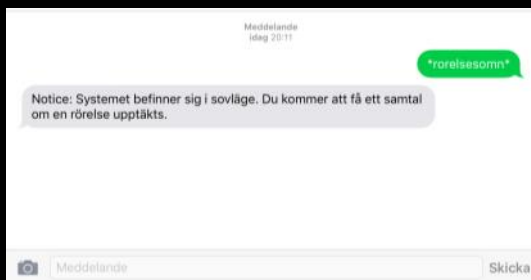 Meddelande
idag 20:11
*rorelsesomn*
Notice: Systemet befinner sig i sovläge. Du kommer att få ett samtal
om en rörelse upptäkts.
Meddelande
Skicka